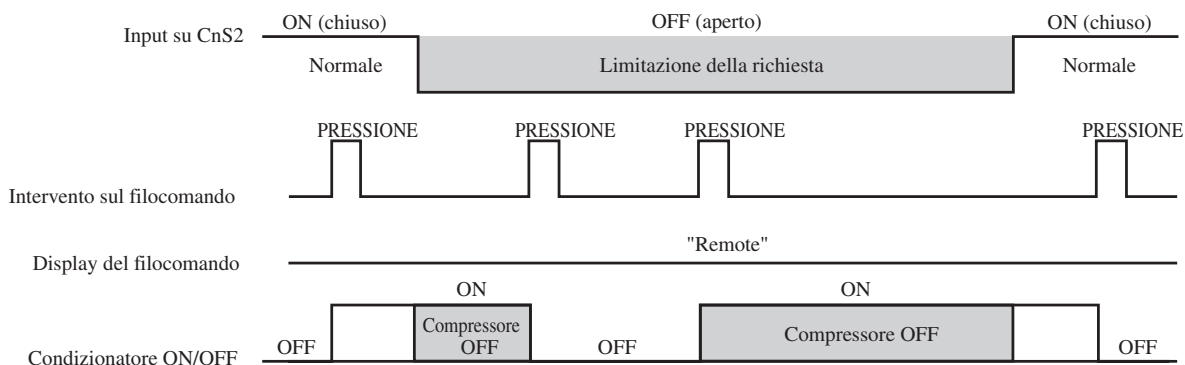 ON (chiuso) OFF (aperto) ON (chiuso)
Input su CnS2
Normale Limitazione della richiesta Normale
PRESSIONE PRESSIONE PRESSIONE PRESSIONE
Intervento sul filocomando
"Remote"
Display del filocomando
ON ON
Compressore
OFF OFF OFF Compressore OFF OFF
Condizionatore ON/OFF